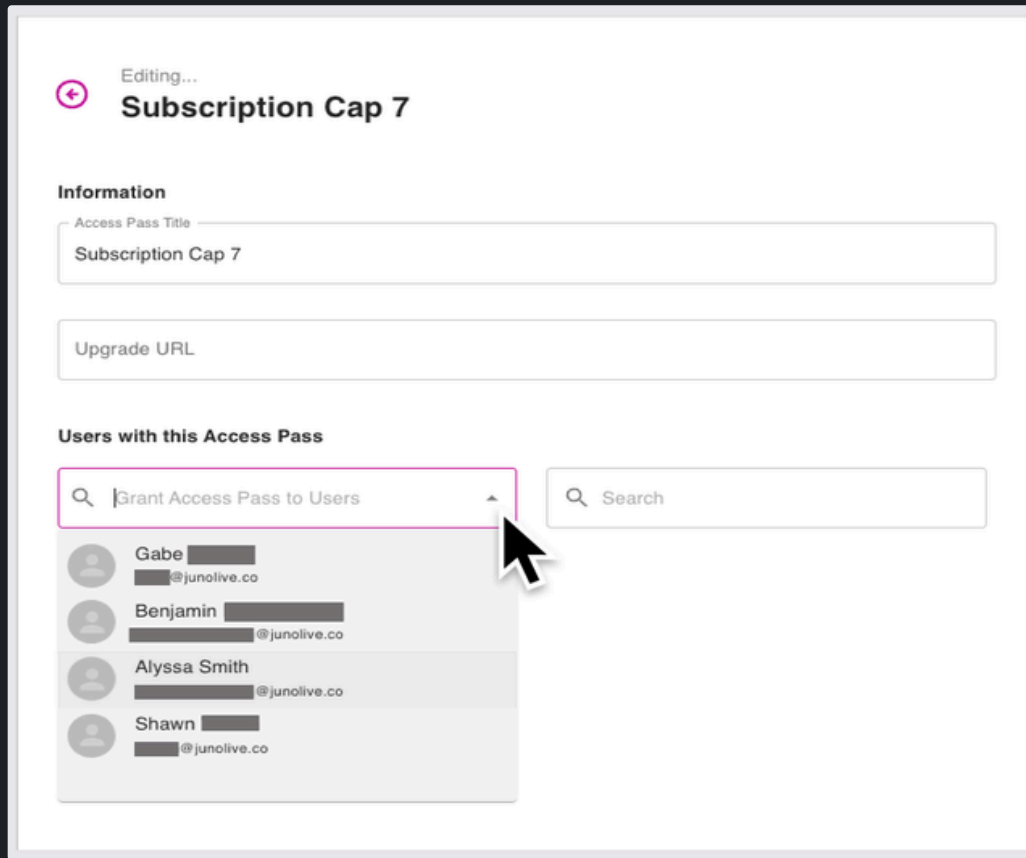 Editing...
Subscription Cap 7
Information
Access Pass Title
Subscription Cap 7
Upgrade URL
Users with this Access Pass
Grant Access Pass to Users
Search
Gabe
@junolive.co
Benjamin
@junolive.co
Alyssa Smith
@junolive.co
Shawn
@junolive.co